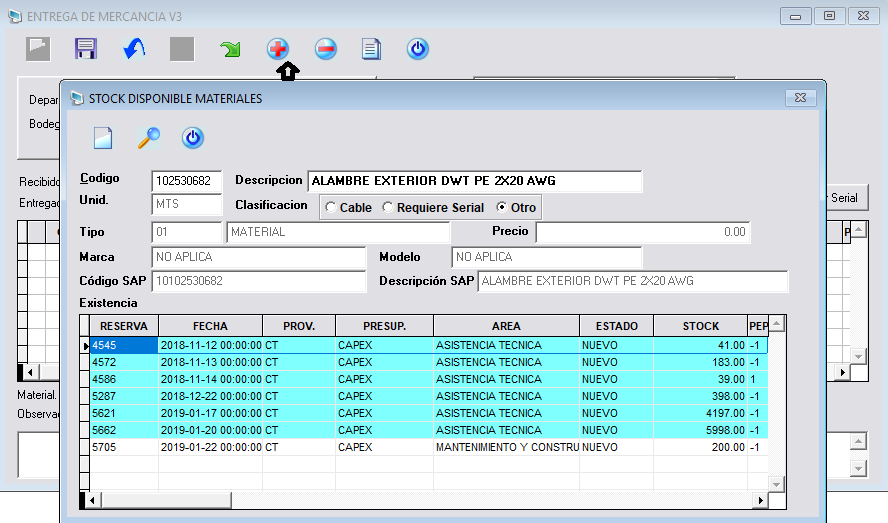 ENTREGA DE MERCANCIA V3
Depar
Bodeg
Recibido
Entregad
Serial
P
Material.
Observac
STOCK DISPONIBLE MATERIALES
Codigo 102530682 Descripcion ALAMBRE EXTERIOR DWT PE 2X20 AWG
Unid. MTS Clasificacion Cable Requiere Serial Otro
Tipo 01 MATERIAL Precio 0.00
Marca NO APLICA Modelo NO APLICA
Código SAP 10102530682 Descripción SAP ALAMBRE EXTERIOR DWT PE 2X20 AWG
Existencia
RESERVA FECHA PROV. PRESUP. AREA ESTADO STOCK PEP
4545 2018-11-12 00:00:00 CT CAPEX ASISTENCIA TECNICA NUEVO 41.00 -1
4572 2018-11-13 00:00:00 CT CAPEX ASISTENCIA TECNICA NUEVO 183.00 -1
4586 2018-11-14 00:00:00 CT CAPEX ASISTENCIA TECNICA NUEVO 39.00 1
5287 2018-12-22 00:00:00 CT CAPEX ASISTENCIA TECNICA NUEVO 398.00 -1
5621 2019-01-17 00:00:00 CT CAPEX ASISTENCIA TECNICA NUEVO 4197.00 -1
5662 2019-01-20 00:00:00 CT CAPEX ASISTENCIA TECNICA NUEVO 5998.00 -1
5705 2019-01-22 00:00:00 CT CAPEX MANTENIMIENTO Y CONSTRU NUEVO 200.00 -1